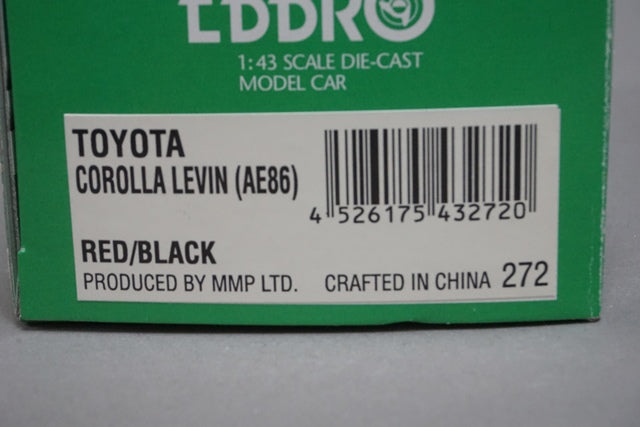 EBBRO
1:43 SCALE DIE-CAST
MODEL CAR
TOYOTA
COROLLA LEVIN (AE86)
4 526175 432720
RED/BLACK
PRODUCED BY MMP LTD. CRAFTED IN CHINA 272